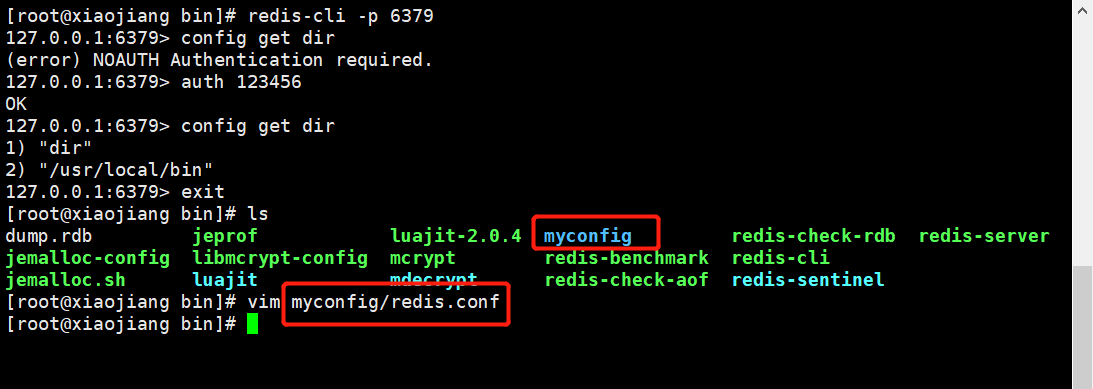 [root@xiaojiang bin]# redis-cli -p 6379
127.0.0.1:6379> config get dir
(error) NOAUTH Authentication required.
127.0.0.1:6379> auth 123456
OK
127.0.0.1:6379> config get dir
1) "dir"
2) "/usr/local/bin"
127.0.0.1:6379> exit
[root@xiaojiang bin]# ls
dump.rdb jeprof luajit-2.0.4 myconfig redis-check-rdb redis-server
jemalloc-config libmcrypt-config mcrypt redis-benchmark redis-cli
jemalloc.sh luajit mdecrypt redis-check-aof redis-sentinel
[root@xiaojiang bin]# vim myconfig/redis.conf
[root@xiaojiang bin]#